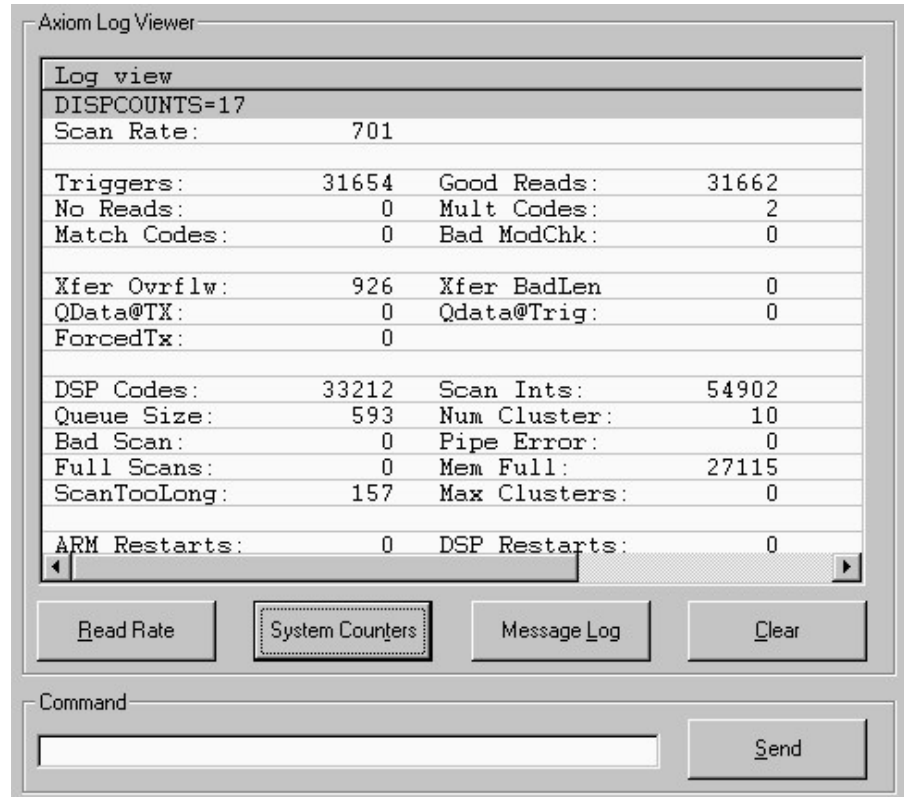 Axiom Log Viewer
Log view
DISPCOUNTS=17
Scan Rate: 701
Triggers: 31654 Good Reads: 31662
No Reads: 0 Mult Codes: 2
Match Codes: 0 Bad ModChk: 0
Xfer Ovrflw: 926 Xfer BadLen 0
QData@TX: 0 Qdata@Trig: 0
ForcedTx: 0
DSP Codes: 33212 Scan Ints: 54902
Queue Size: 593 Num Cluster: 10
Bad Scan: 0 Pipe Error: 0
Full Scans: 0 Mem Full: 27115
ScanTooLong: 157 Max Clusters: 0
ARM Restarts: 0 DSP Restarts: 0
Read Rate System Counters Message Log Clear
Command
Send